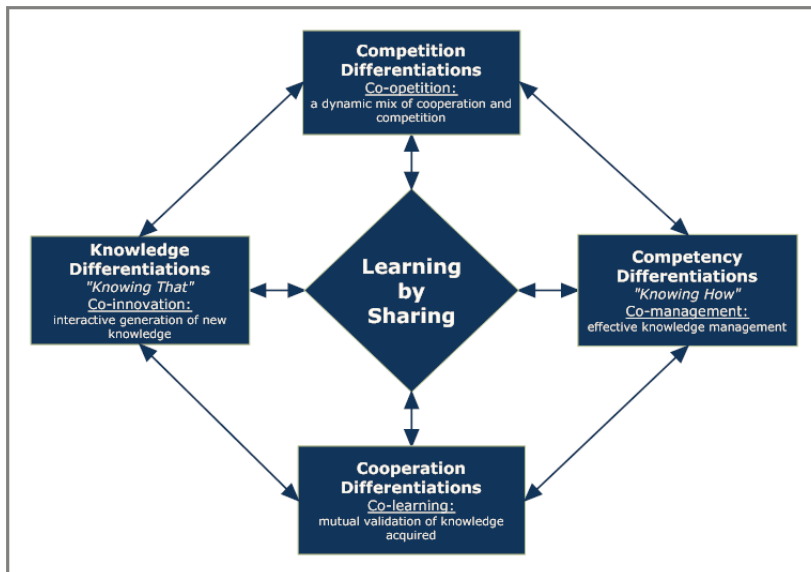 Competition
Differentiations
Co-opetition:
a dynamic mix of cooperation and
competition
Knowledge
Differentiations
"Knowing That"
Co-innovation:
interactive generation of new
knowledge
Learning
by
Sharing
Competency
Differentiations
"Knowing How"
Co-management:
effective knowledge management
Cooperation
Differentiations
Co-learning:
mutual validation of knowledge
acquired